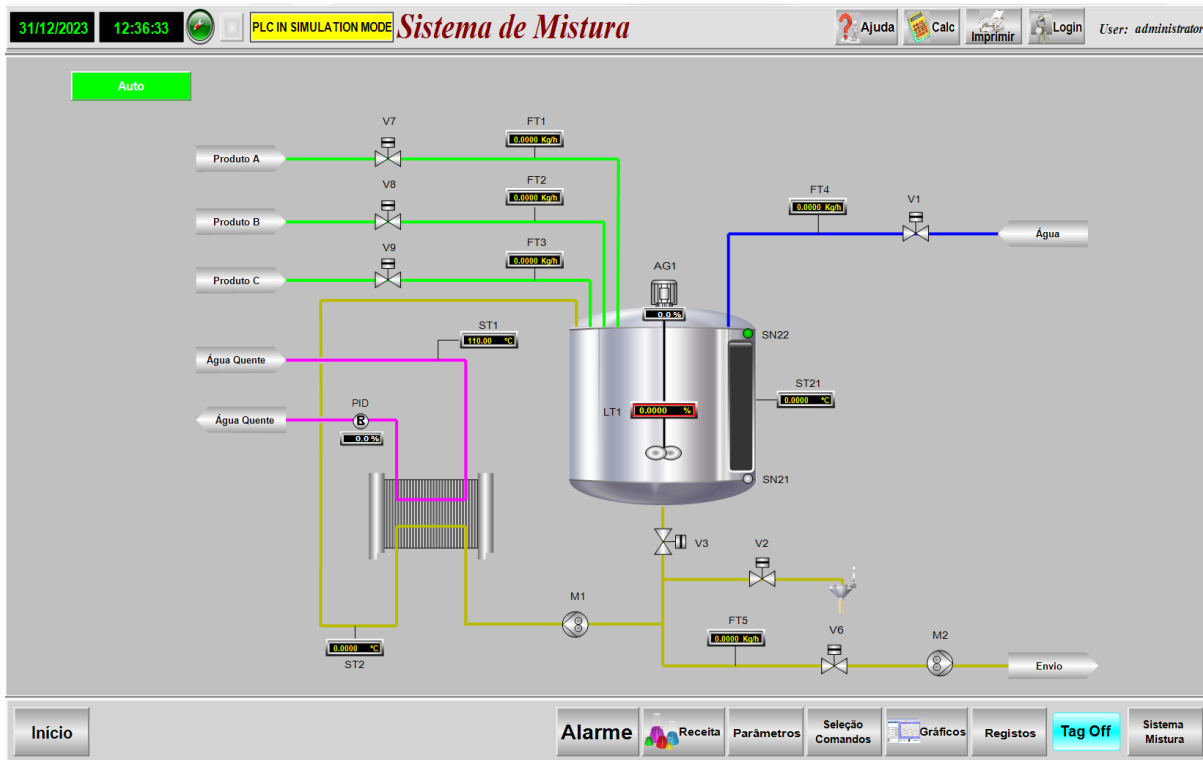 31/12/2023
12:36:33
PLC IN SIMULATION MODE
Sistema de Mistura
Ajuda
Calc
Imprimir
Login
User: administrator
Auto
V7
FT1
0.0000 Kg/h
Produto A
V8
FT2
0.0000 Kg/h
Produto B
V9
FT3
0.0000 Kg/h
Produto C
FT4
0.0000 Kg/h
V1
Água
AG1
0.0 %
SN22
ST1
110.00 °C
Água Quente
ST21
0.0000 °C
LT1
0.0000 %
PID
B
0.0 %
Água Quente
SN21
V3
V2
M1
FT5
0.0000 Kg/h
V6
M2
0.0000 °C
ST2
Envio
Início
Alarme
Receita
Parâmetros
Seleção
Comandos
Gráficos
Registos
Tag Off
Sistema
Mistura